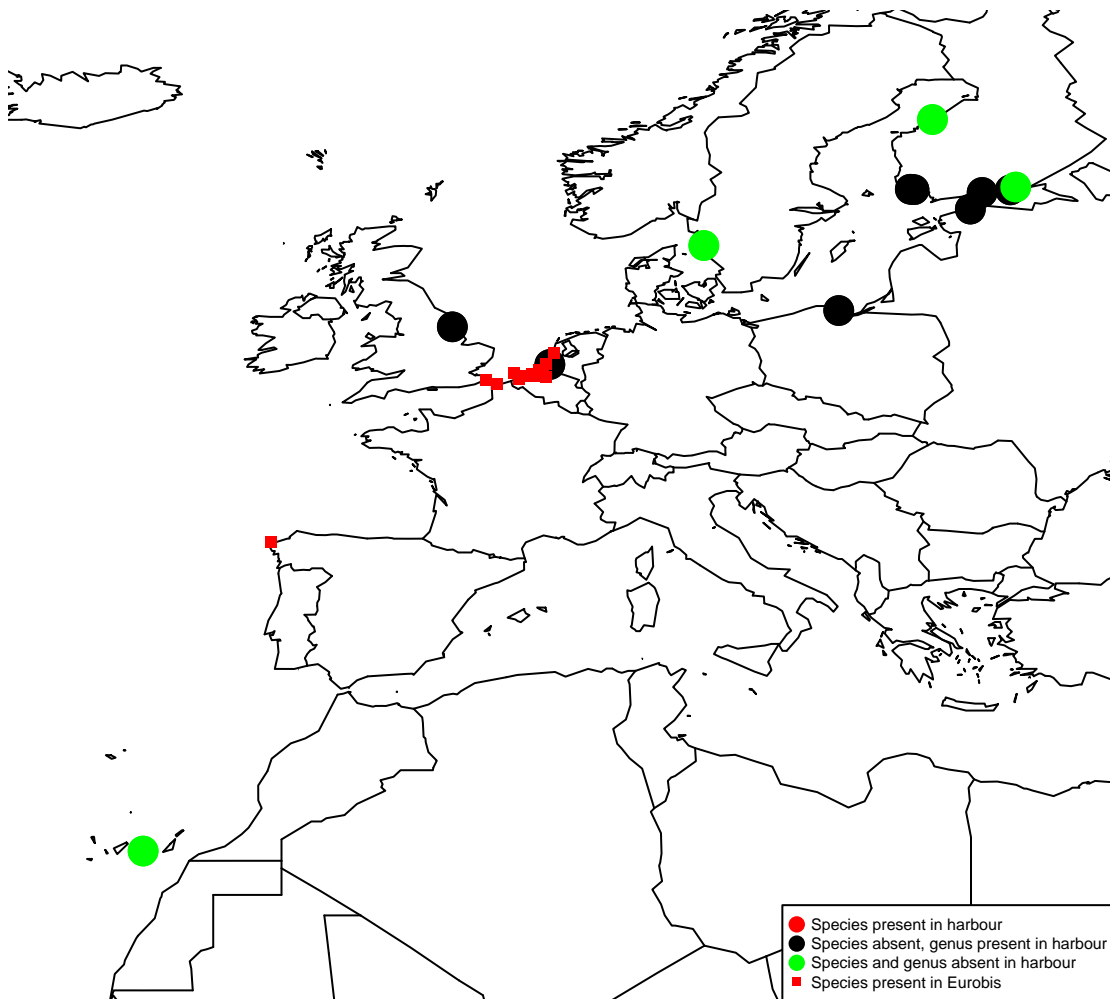 Species present in harbour
Species absent, genus present in harbour
Species and genus absent in harbour
Species present in Eurobis